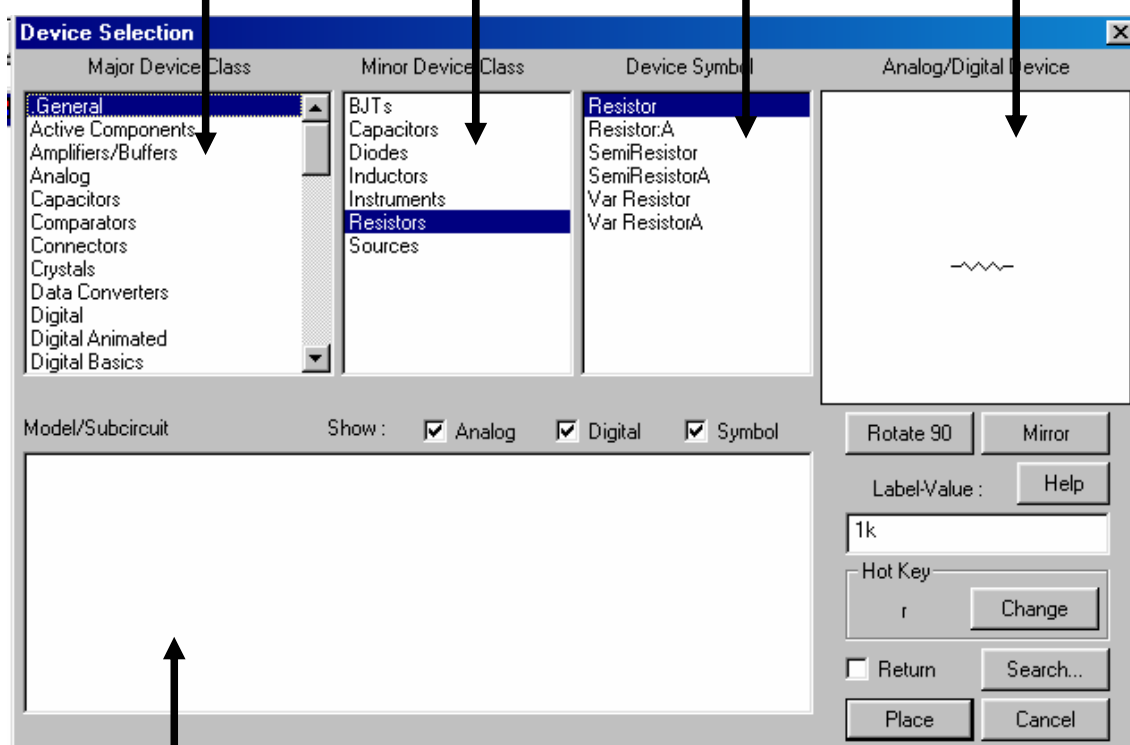 Device Selection
Major Device Class
Minor Device Class
Device Symbol
Analog/Digital Device
.General
Active Components
Amplifiers/Buffers
Analog
Capacitors
Comparators
Connectors
Crystals
Data Converters
Digital
Digital Animated
Digital Basics
BJTs
Capacitors
Diodes
Inductors
Instruments
Resistors
Sources
Resistor
Resistor:A
SemiResistor
SemiResistorA
Var Resistor
Var ResistorA
Model/Subcircuit
Show :
Analog
Digital
Symbol
Rotate 90
Mirror
Label-Value :
Help
1k
Hot Key
r
Change
Return
Search...
Place
Cancel